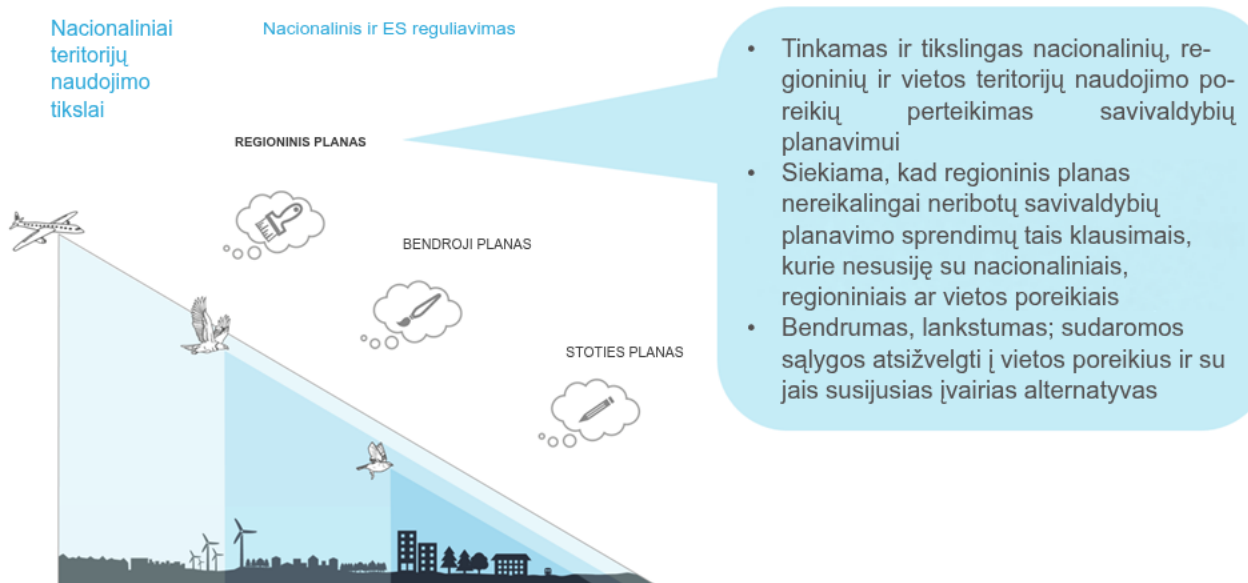 Nacionaliniai
teritorijų
naudojimo
tikslai
Nacionalinis ir ES reguliavimas
REGIONINIS PLANAS
BENDROJI PLANAS
STOTIES PLANAS
• Tinkamas ir tikslingas nacionalinių, re-
gioninių ir vietos teritorijų naudojimo po-
reikių perteikimas savivaldybių
planavimui
• Siekiama, kad regioninis planas
nereikalingai neribotų savivaldybių
planavimo sprendimų tais klausimais,
kurie nesusiję su nacionaliniais,
regioniniais ar vietos poreikiais
• Bendrumas, lankstumas; sudaromos
sąlygos atsižvelgti į vietos poreikius ir su
jais susijusias įvairias alternatyvas